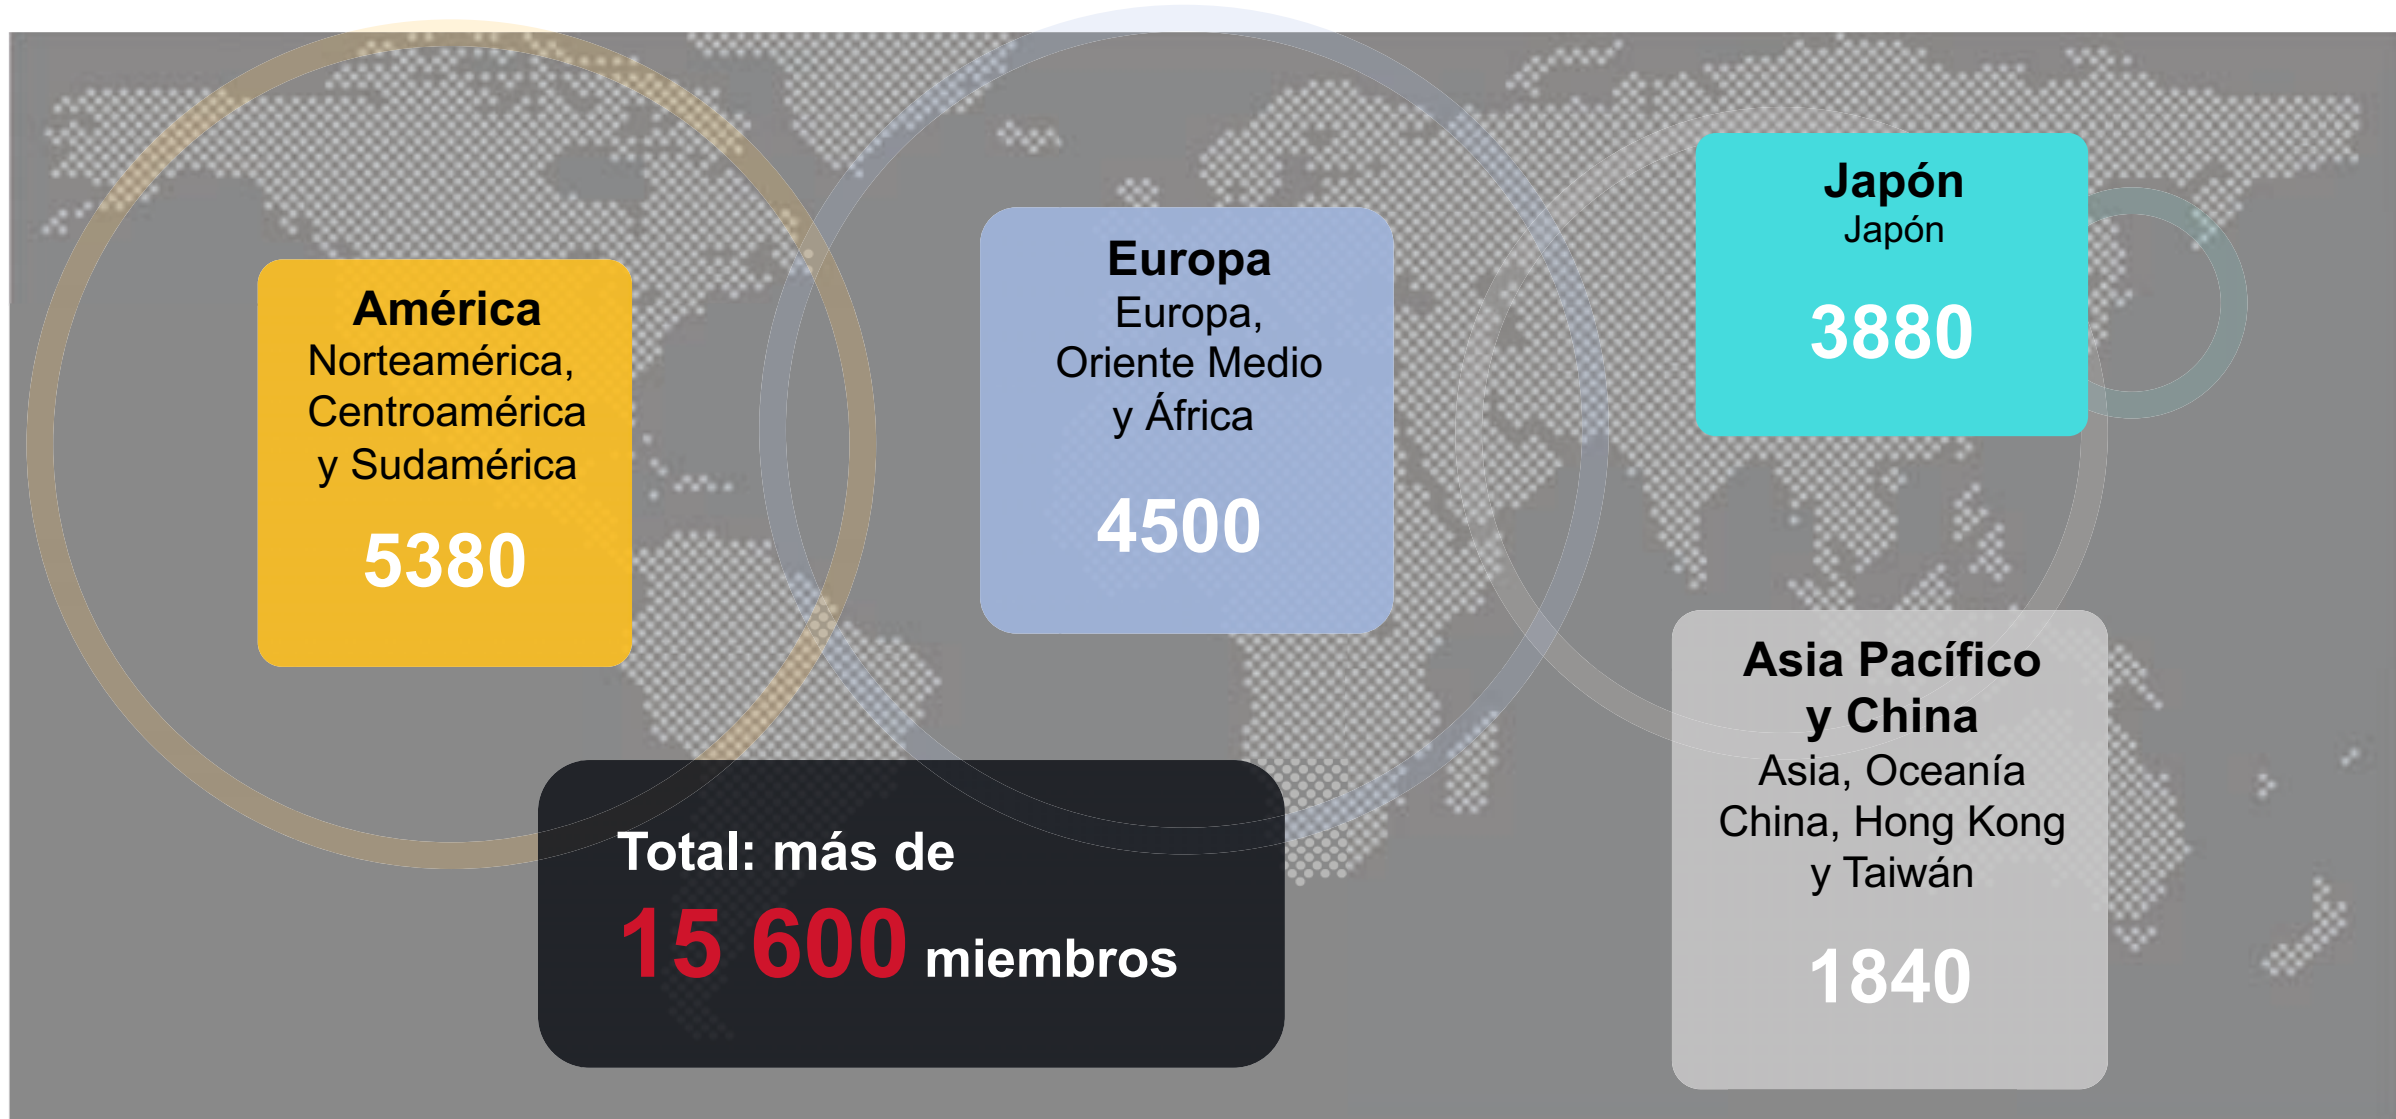 América
Norteamérica,
Centroamérica
y Sudamérica
5380
Europa
Europa,
Oriente Medio
y África
4500
Japón
Japón
3880
Asia Pacífico
y China
Asia, Oceanía
China, Hong Kong
y Taiwán
1840
Total: más de
15 600 miembros